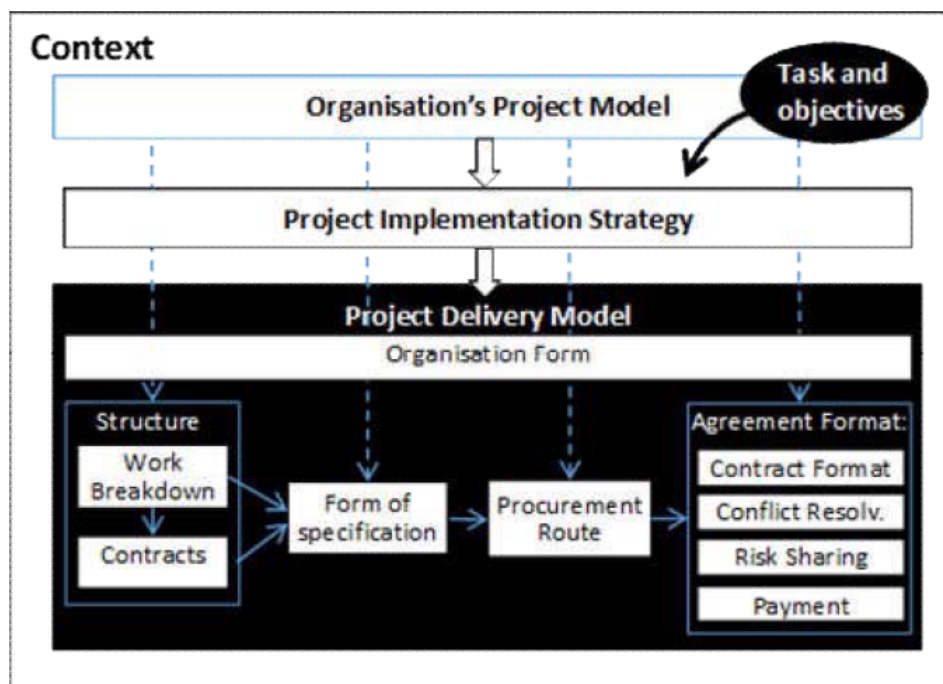 Context
Task and
objectives
Organisation's Project Model
Project Implementation Strategy
Project Delivery Model
Organisation Form
Structure
Work
Breakdown
Contracts
Form of
specification
Procurement
Route
Agreement Format:
Contract Format
Conflict Resolv.
Risk Sharing
Payment